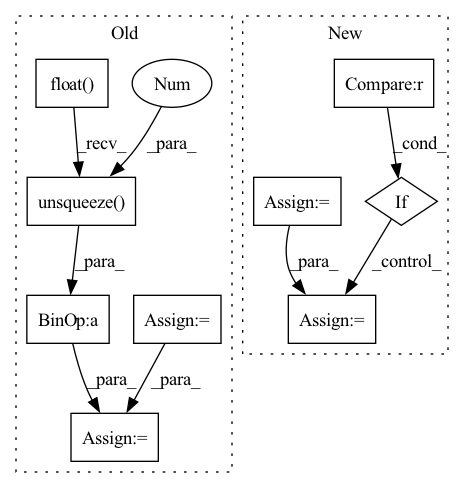 Old
New
float()
Num
Compare:r
_recv_
_para_
_cond_
unsqueeze()
Assign:=
If
_para_
_para_
_control_
BinOp:a
Assign:=
Assign:=
_para_
_para_
Assign:=